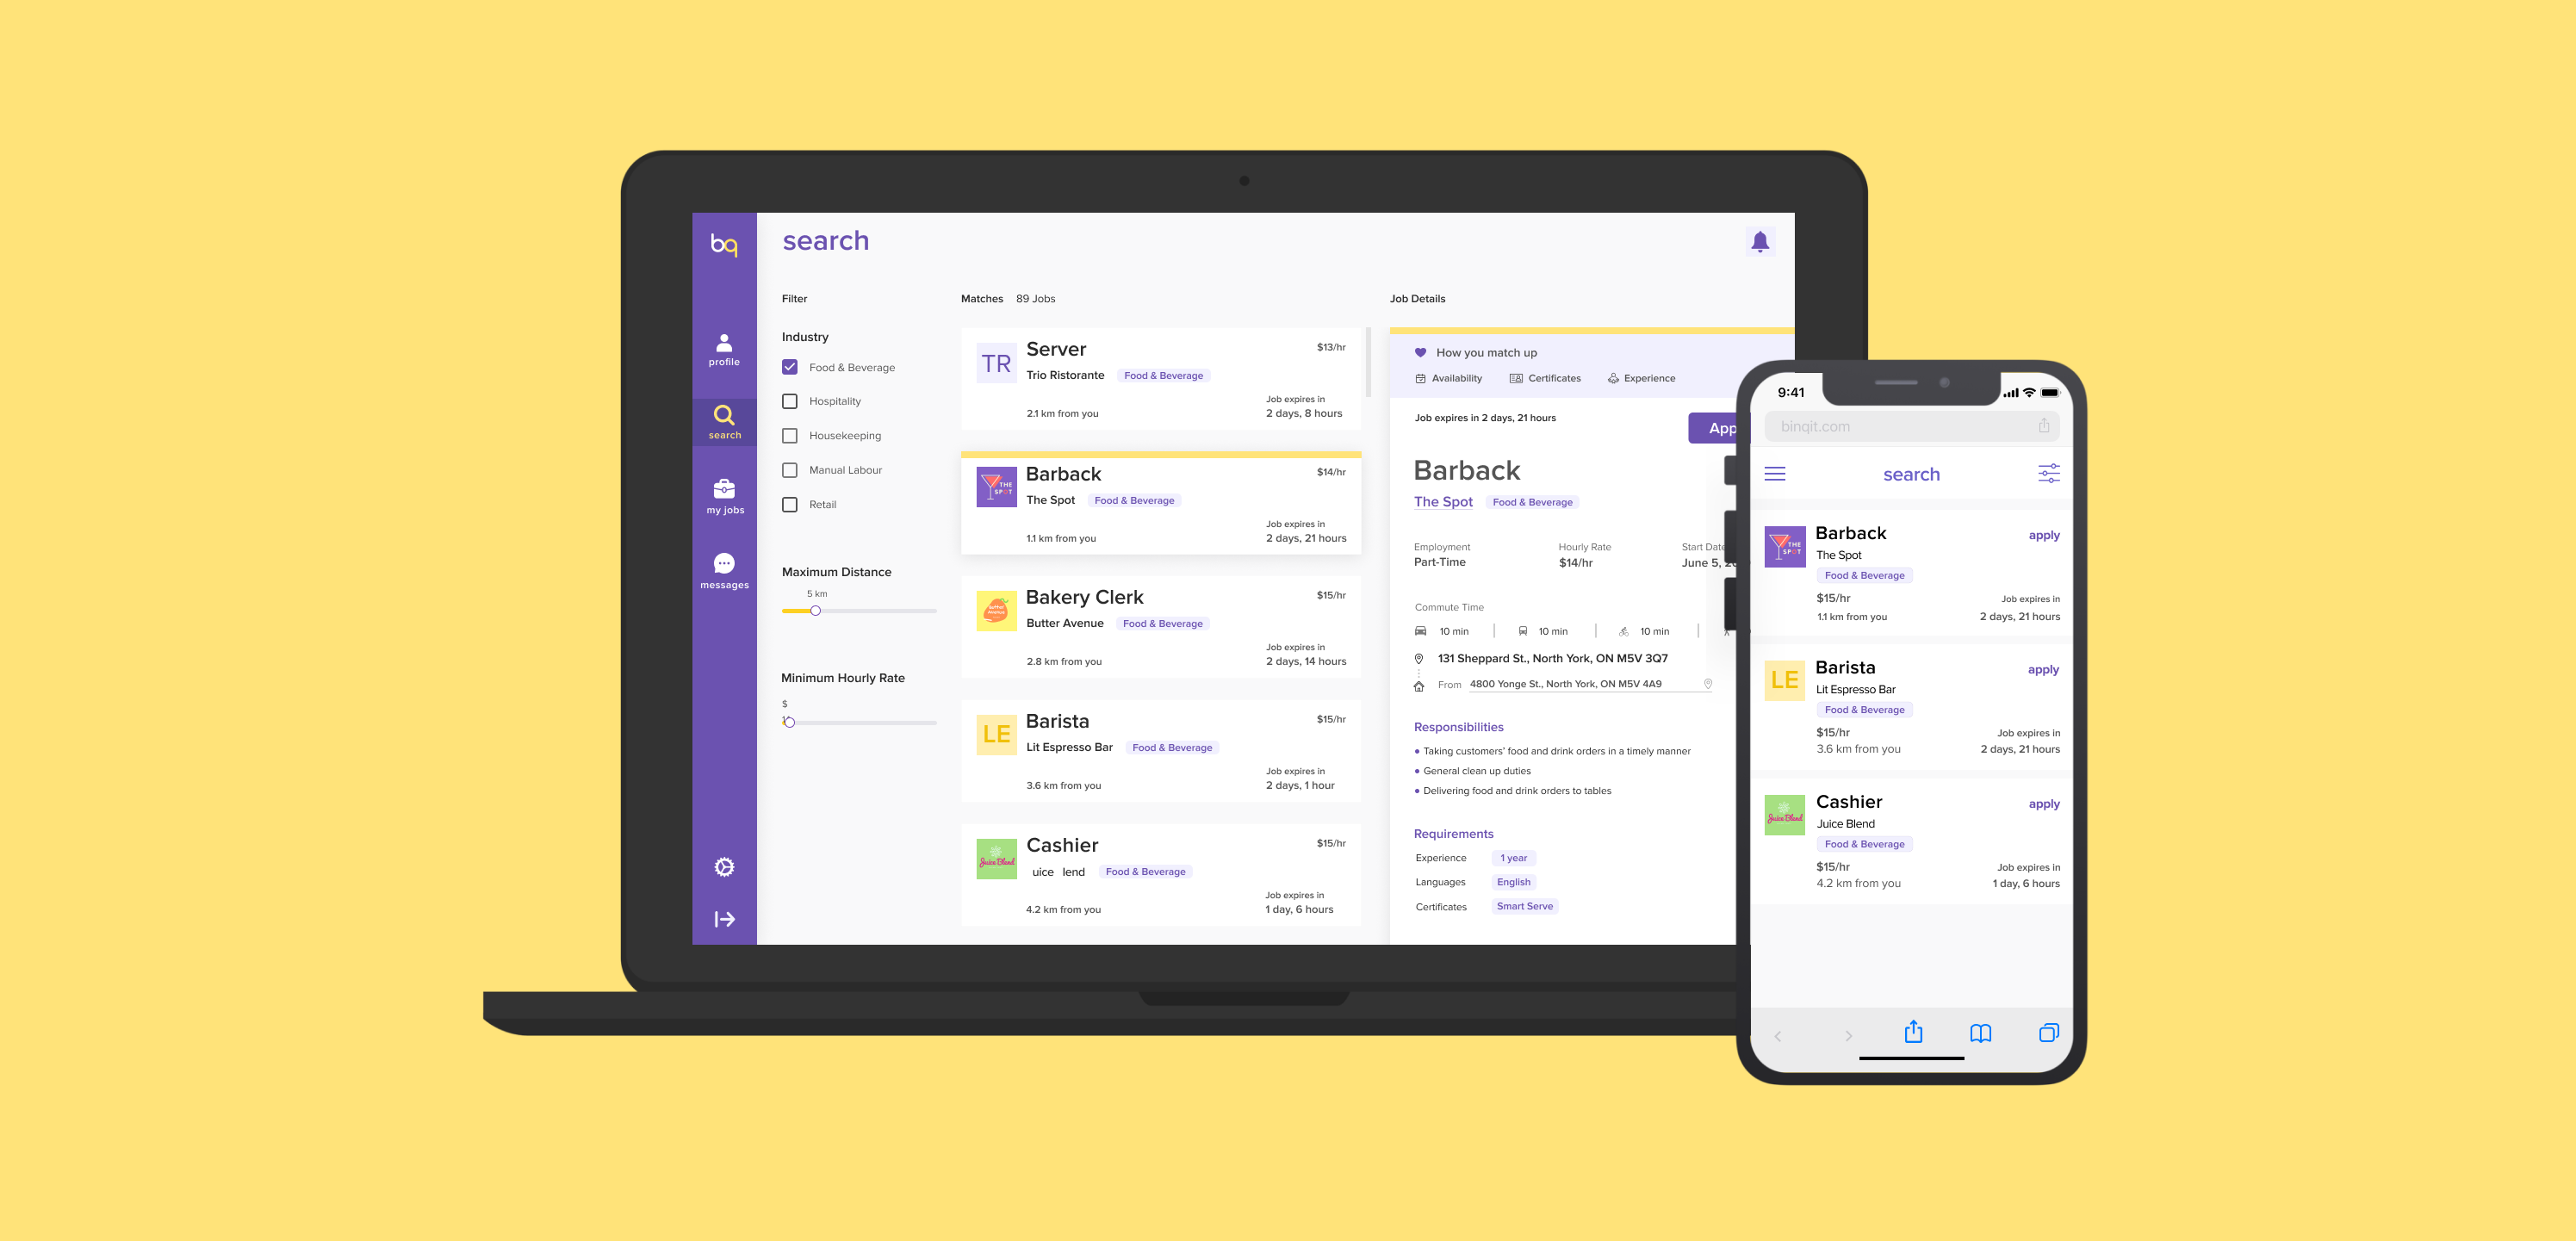 bq
profile
search
my jobs
messages
search
Filter
Industry
Food & Beverage
Hospitality
Housekeeping
Manual Labour
Retail
Maximum Distance
5 km
Minimum Hourly Rate
$
Matches 89 Jobs
TR
Server
$13/hr
Trio Ristorante
Food & Beverage
Job expires in
2.1 km from you
2 days, 8 hours
THE SPOT
Barback
$14/hr
The Spot
Food & Beverage
Job expires in
1.1 km from you
2 days, 21 hours
Butter Avenue
Bakery Clerk
$15/hr
Butter Avenue
Food & Beverage
Job expires in
2.8 km from you
2 days, 14 hours
LE
Barista
$15/hr
Lit Espresso Bar
Food & Beverage
Job expires in
3.6 km from you
2 days, 1 hour
Juice Blend
Cashier
$15/hr
uice lend
Food & Beverage
Job expires in
4.2 km from you
1 day, 6 hours
Job Details
How you match up
Availability Certificates Experience
Job expires in 2 days, 21 hours
App
Barback
The Spot
Food & Beverage
Employment Hourly Rate Start Date
Part-Time $14/hr June 5, 2
Commute Time
10 min 10 min 10 min
131 Sheppard St., North York, ON M5V 3Q7
From 4800 Yonge St., North York, ON M5V 4A9
Responsibilities
• Taking customers' food and drink orders in a timely manner
• General clean up duties
• Delivering food and drink orders to tables
Requirements
Experience 1 year
Languages English
Certificates Smart Serve
9:41
binqit.com
search
THE SPOT
Barback
apply
The Spot
Food & Beverage
$15/hr
Job expires in
1.1 km from you
2 days, 21 hours
LE
Barista
apply
Lit Espresso Bar
Food & Beverage
$15/hr
Job expires in
3.6 km from you
2 days, 21 hours
Juice Blend
Cashier
apply
Juice Blend
Food & Beverage
$15/hr
Job expires in
4.2 km from you
1 day, 6 hours